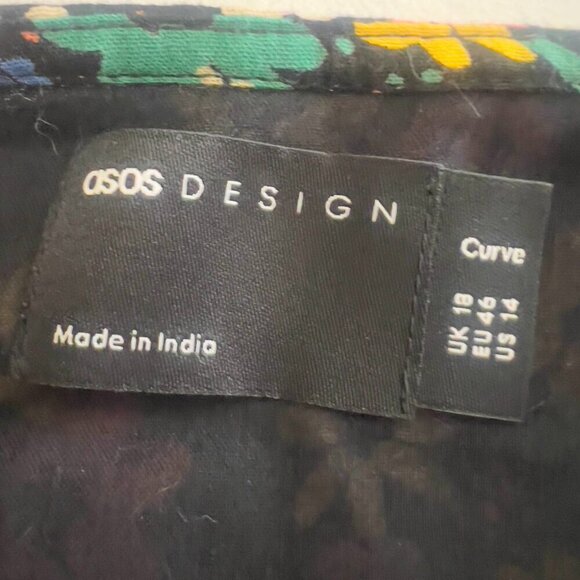 asos DESIGN
Made in India
Curve
UK 18
EU 46
US 14